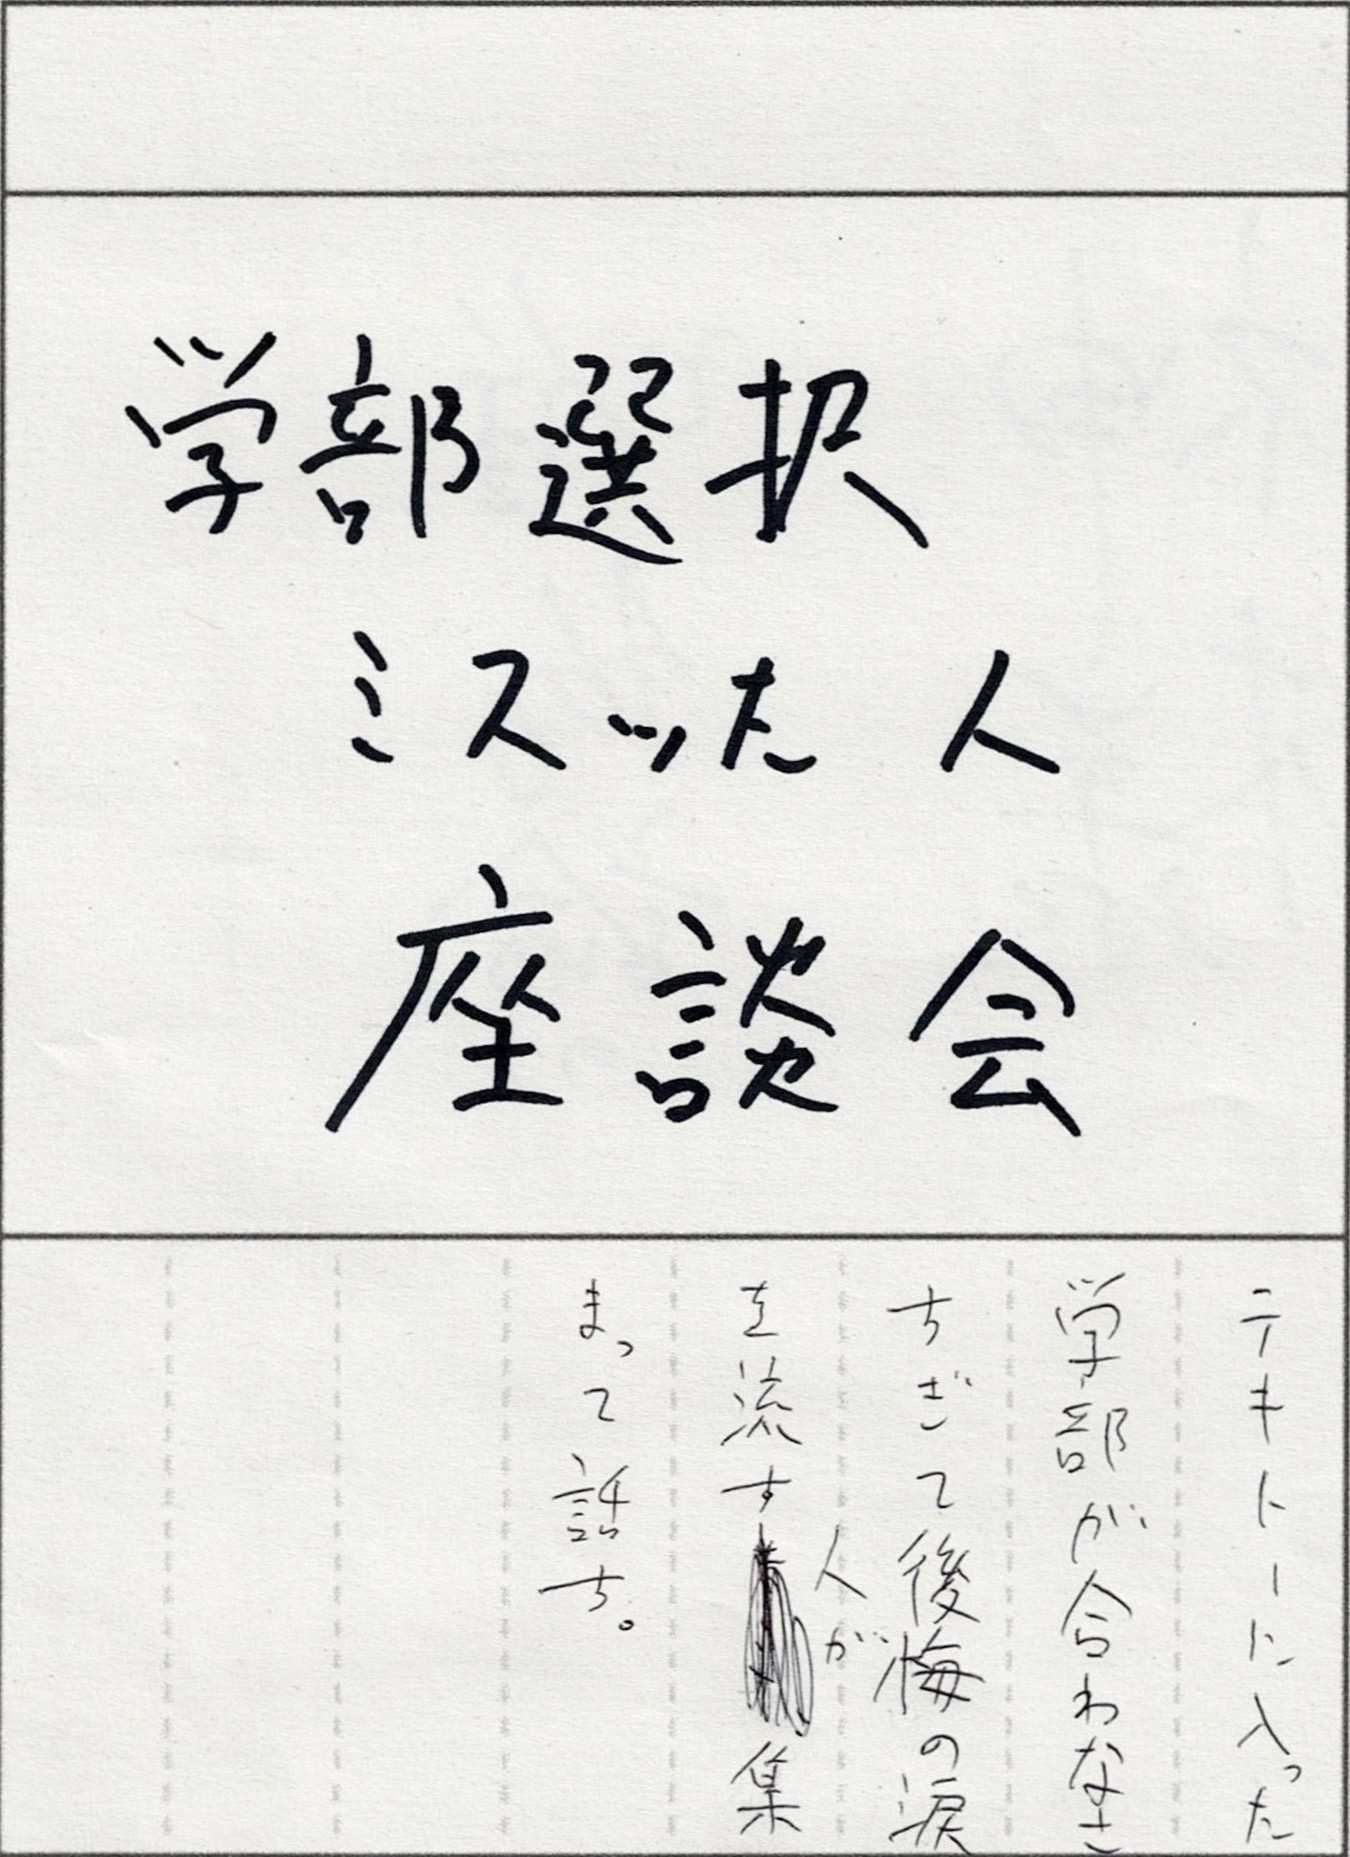 学部選択
ミスった人
座談会
テキトーに入った
学部が合わなさ
すぎて後悔の涙
を流す人が集
まって話す。